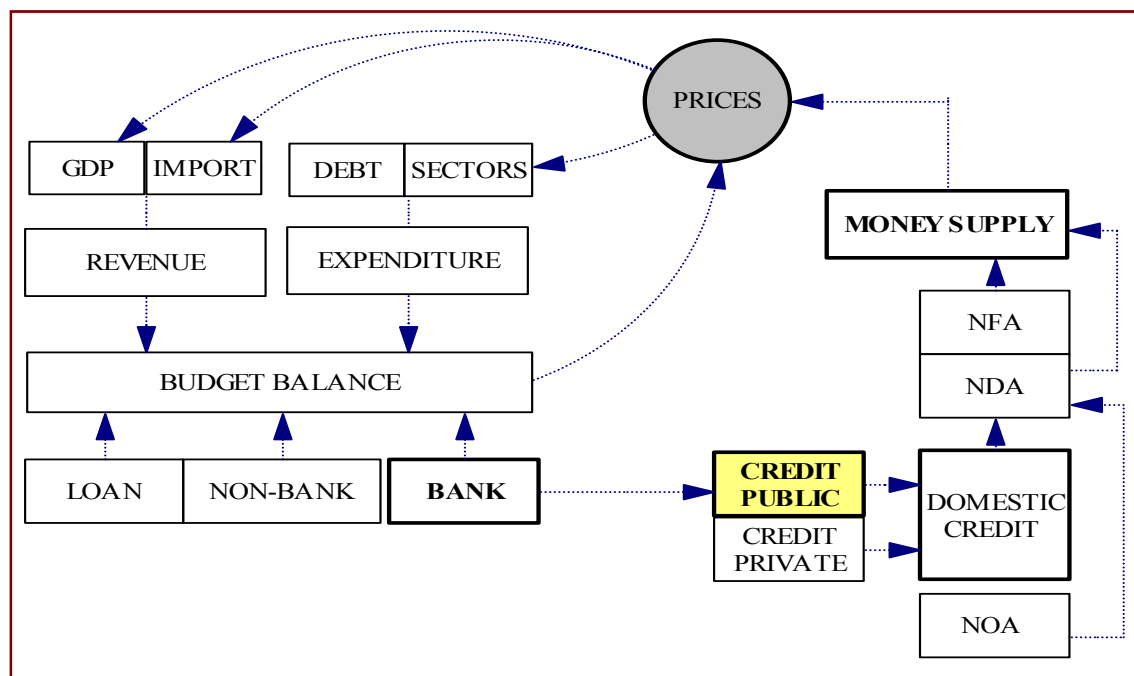 PRICES
GDP
IMPORT
DEBT
SECTORS
MONEY SUPPLY
REVENUE
EXPENDITURE
NFA
NDA
BUDGET BALANCE
LOAN
NON-BANK
BANK
CREDIT
PUBLIC
CREDIT
PRIVATE
DOMESTIC
CREDIT
NOA